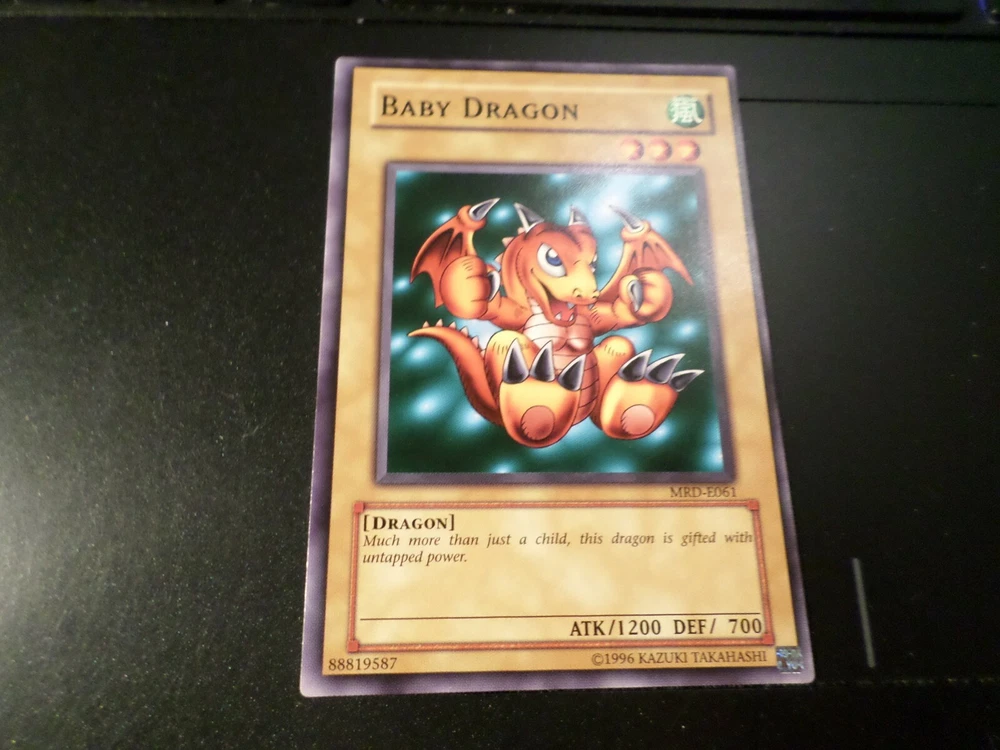 BABY DRAGON
MRD-E061
[DRAGON]
Much more than just a child, this dragon is gifted with
untapped power.
ATK/1200 DEF/ 700
88819587
©1996 KAZUKI TAKAHASHI